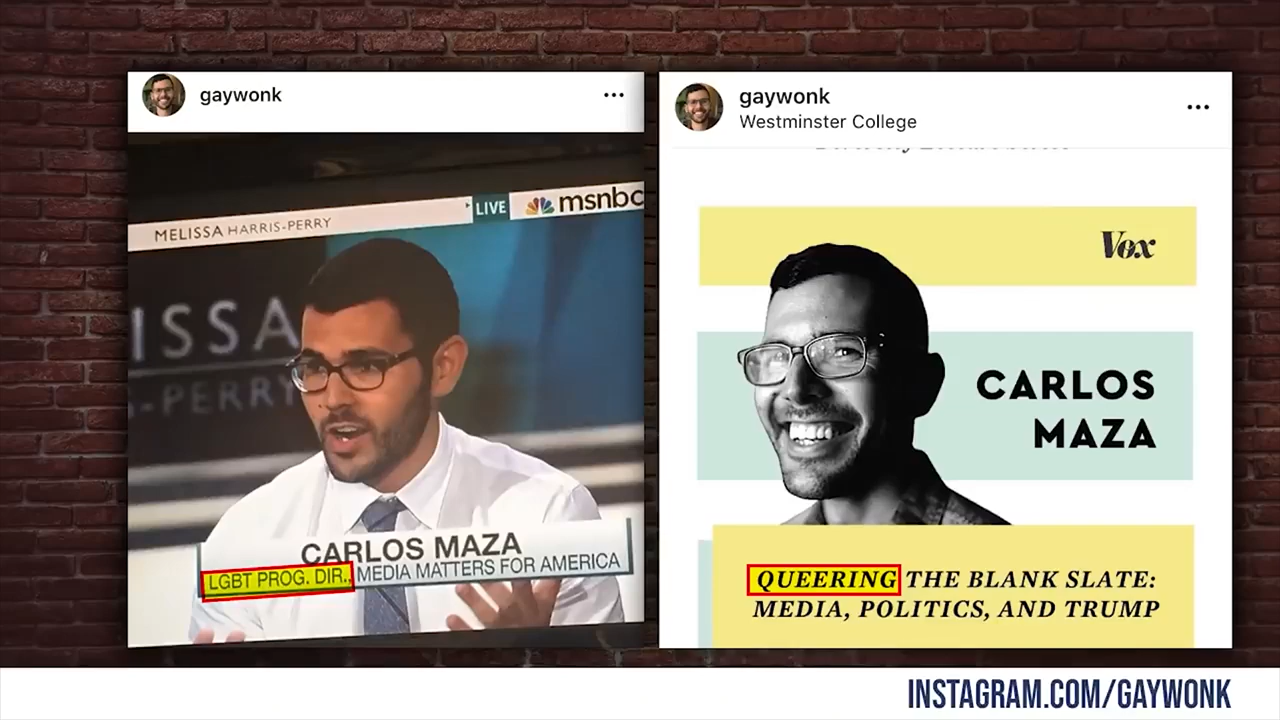 gaywonk
MELISSA HARRIS-PERRY
LIVE
msnbc
ISSA
-PERRY
CARLOS MAZA
LGBT PROG. DIR., MEDIA MATTERS FOR AMERICA
gaywonk
Westminster College
Vox
CARLOS
MAZA
QUEERING THE BLANK SLATE:
MEDIA, POLITICS, AND TRUMP
INSTAGRAM.COM/GAYWONK